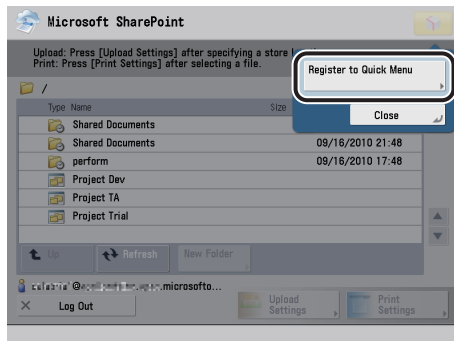 Microsoft SharePoint
Upload: Press [Upload Settings] after specifying a store
Print: Press [Print Settings] after selecting a file.
Register to Quick Menu
Close
/
Type Name Size
Shared Documents
Shared Documents 09/16/2010 21:48
perform 09/16/2010 17:48
Project Dev
Project TA
Project Trial
Up Refresh New Folder
@ microsofto...
Log Out Upload Settings Print Settings